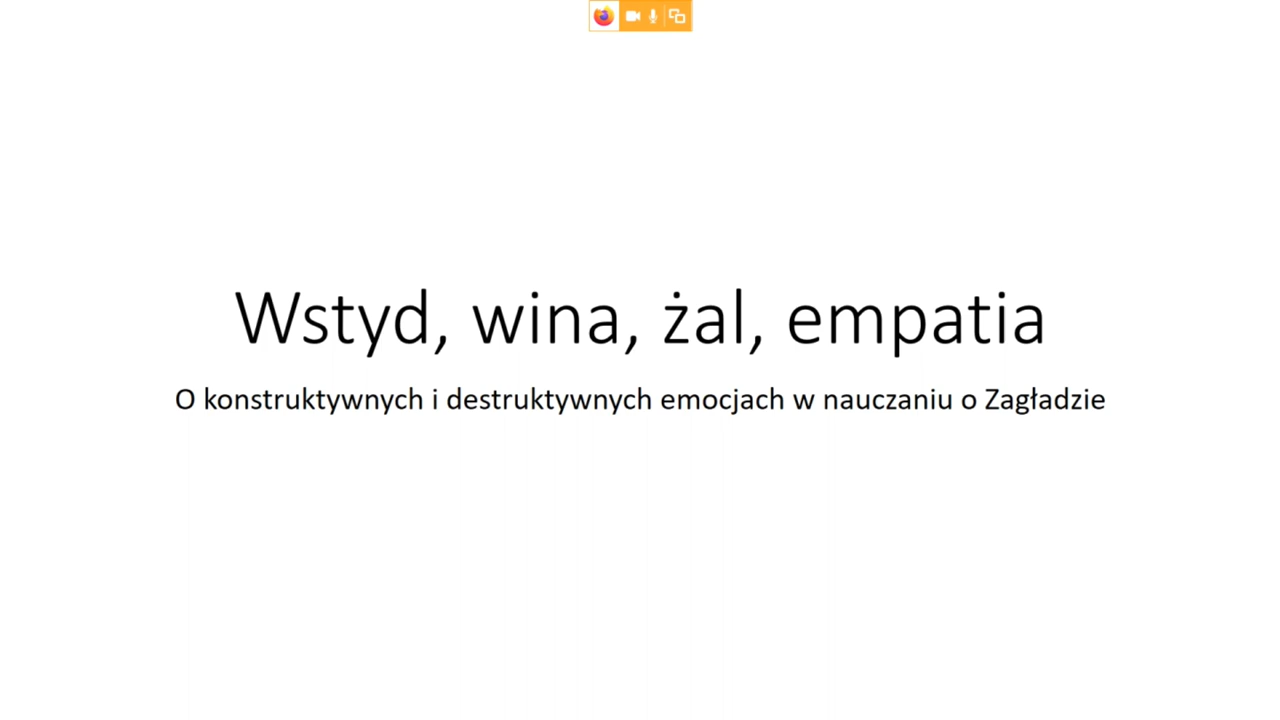 Wstyd, wina, żal, empatia
O konstruktywnych i destruktywnych emocjach w nauczaniu o Zagładzie